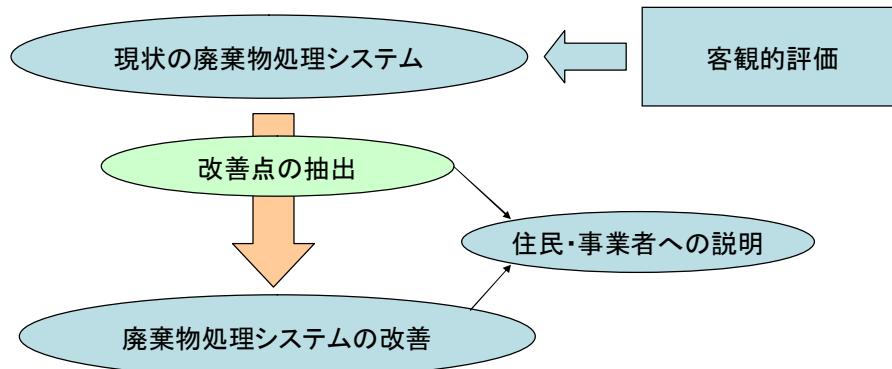 現状の廃棄物処理システム
客観的評価
改善点の抽出
住民・事業者への説明
廃棄物処理システムの改善